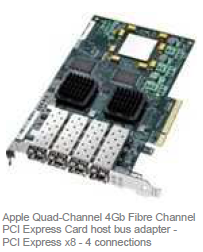 Apple Quad-Channel 4Gb Fibre Channel
PCI Express Card host bus adapter -
PCI Express x8 - 4 connections